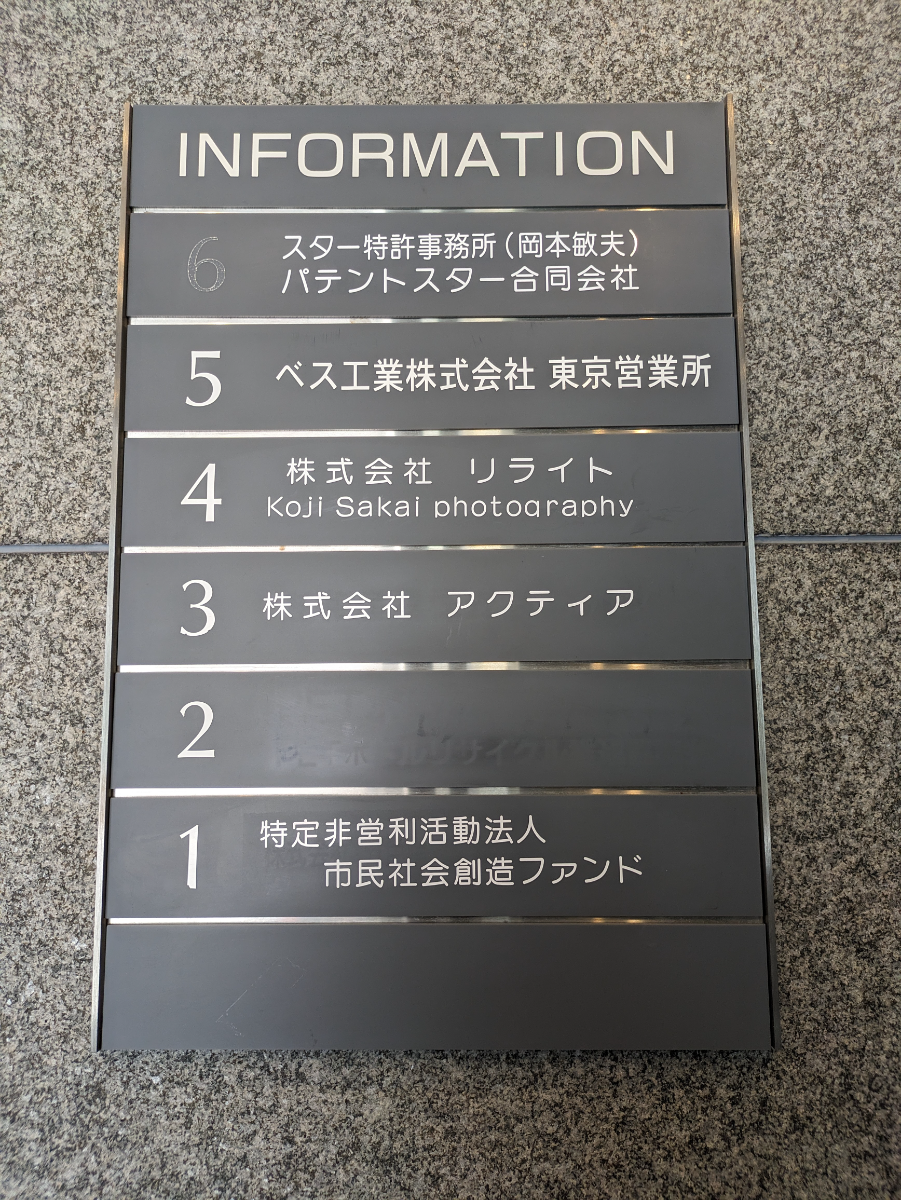 INFORMATION
6
スター特許事務所(岡本敏夫)
パテントスター合同会社
5 ベス工業株式会社 東京営業所
4
株式会社 リライト
Koji Sakai photography
3 株式会社 アクティア
2
1
特定非営利活動法人
市民社会創造ファンド